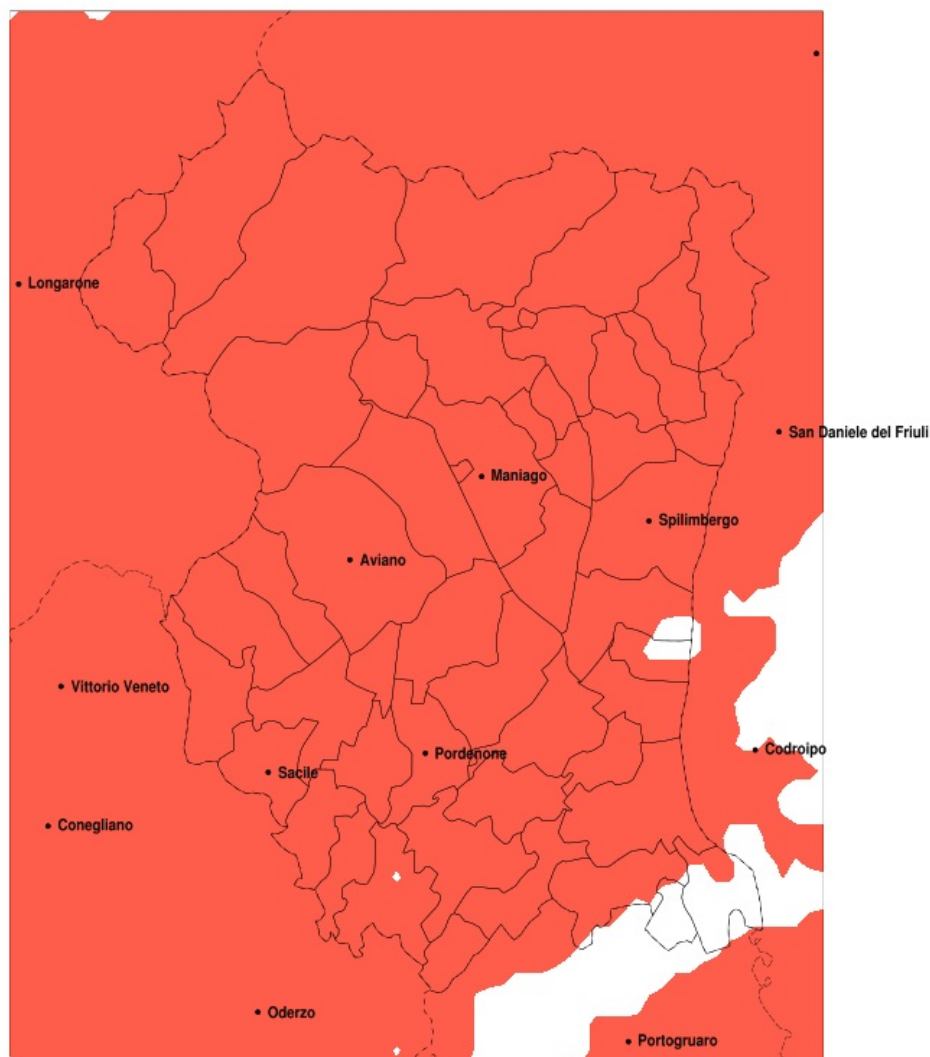 Longarone
San Daniele del Friuli
Maniago
Spilimbergo
Aviano
Vittorio Veneto
Codroipo
Pordenone
Sacile
Conegliano
Oderzo
Portogruaro